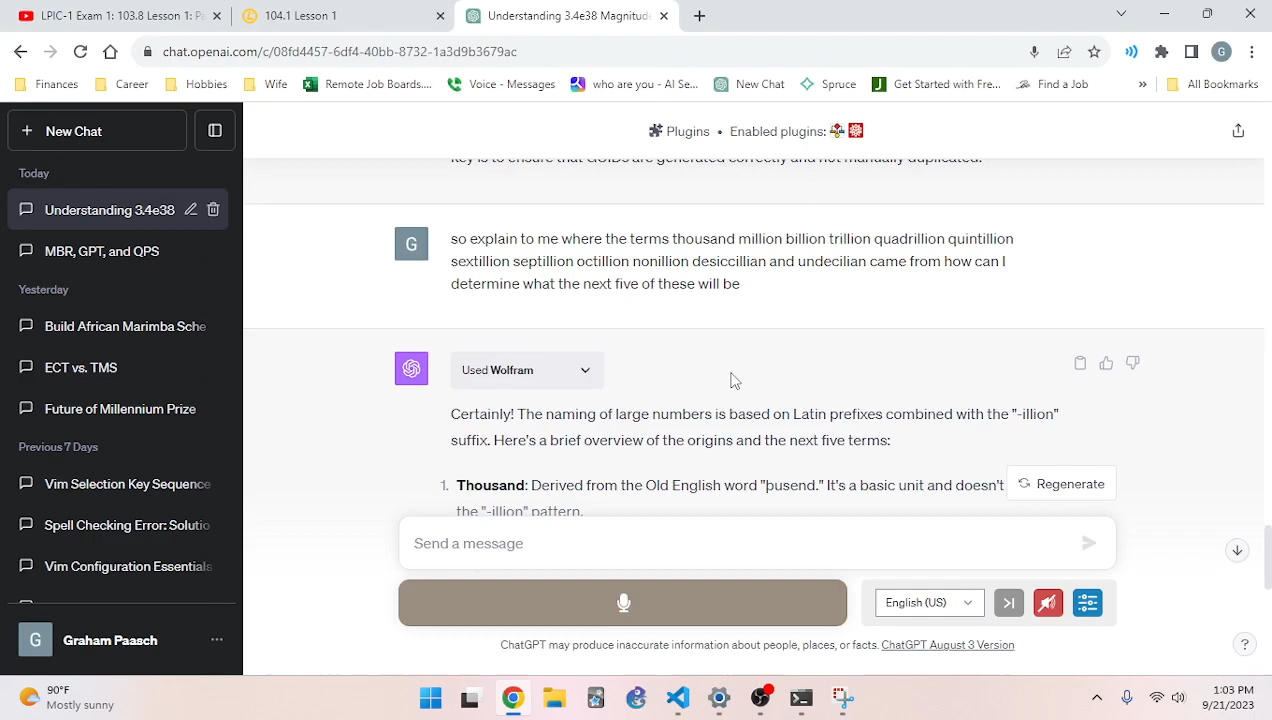 LPIC-1 Exam 1: 103.8 Lesson 1: Pa
104.1 Lesson 1
Understanding 3.4e38 Magnitude
chat.openai.com/c/08fd4457-6df4-40bb-8732-1a3d9b3679ac
G
Finances
Career
Hobbies
Wife
Remote Job Boards....
Voice - Messages
who are you - AI Se...
New Chat
Spruce
Get Started with Fre...
Find a Job
»
All Bookmarks
New Chat
Today
Understanding 3.4e38
MBR, GPT, and QPS
Yesterday
Build African Marimba Sche
ECT vs. TMS
Future of Millennium Prize
Previous 7 Days
Vim Selection Key Sequence
Spell Checking Error: Solutio
Vim Configuration Essentials
G
Graham Paasch
Plugins • Enabled plugins:
key is to ensure that GUIDs are generated correctly and not manually duplicated.
G
so explain to me where the terms thousand million billion trillion quadrillion quintillion
sextillion septillion octillion nonillion desiccillian and undecilian came from how can I
determine what the next five of these will be
Used Wolfram
Certainly! The naming of large numbers is based on Latin prefixes combined with the "-illion"
suffix. Here's a brief overview of the origins and the next five terms:
1. Thousand: Derived from the Old English word "þusend." It's a basic unit and doesn't
the "-illion" pattern.
Regenerate
Send a message
English (US)
ChatGPT may produce inaccurate information about people, places, or facts. ChatGPT August 3 Version
?
90°F
Mostly sunny
1:03 PM
9/21/2023